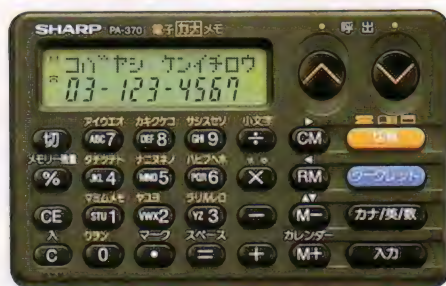 SHARP PA-370 電子カナメモ 呼出
コバヤシ ケンイチロウ
03-123-4567
アイウエオ カキクケコ サシスセソ 小文字
切 ABC7 DEF8 GHI9 ÷ CM 切換
メモリー残量 タチツテト ナニヌネノ ハヒフヘホ
% JKL4 MNO5 PQR6 × RM シークレット
マミムメモ ヤユヨ ラリルレロ
CE STU1 VWX2 YZ3 − M− カナ/英/数
入 ワヲン マーク スペース カレンダー
C 0 • = + M+ 入力